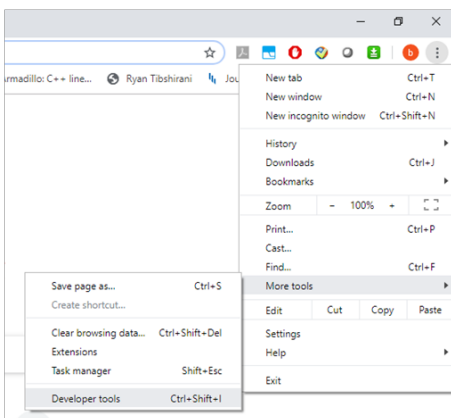 b
rmadillo: C++ line... Ryan Tibshirani Jou
New tab Ctrl+T
New window Ctrl+N
New incognito window Ctrl+Shift+N
History
Downloads Ctrl+J
Bookmarks
Zoom - 100% +
Print... Ctrl+P
Cast...
Find... Ctrl+F
More tools
Edit Cut Copy Paste
Settings
Help
Exit
Save page as... Ctrl+S
Create shortcut...
Clear browsing data... Ctrl+Shift+Del
Extensions
Task manager Shift+Esc
Developer tools Ctrl+Shift+I